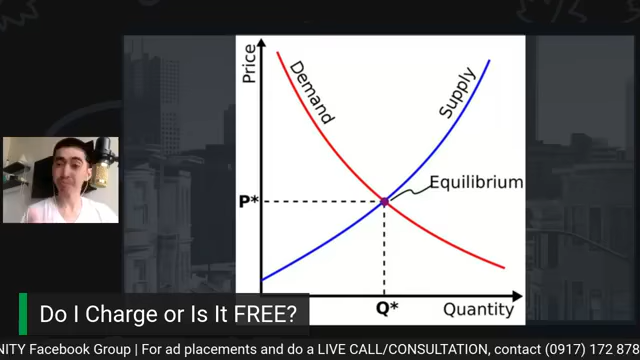 Price
Demand
Supply
Equilibrium
P*
Q*
Quantity
Do I Charge or Is It FREE?
NITY Facebook Group | For ad placements and do a LIVE CALL/CONSULTATION, contact (0917) 172 878